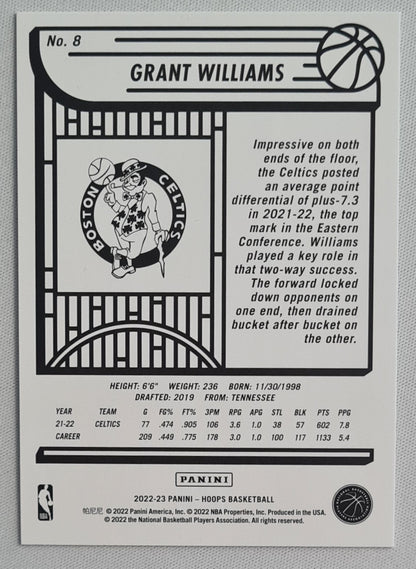 No. 8
GRANT WILLIAMS
BOSTON CELTICS
Impressive on both
ends of the floor,
the Celtics posted
an average point
differential of plus-7.3
in 2021-22, the top
mark in the Eastern
Conference. Williams
played a key role in
that two-way success.
The forward locked
down opponents on
one end, then drained
bucket after bucket on
the other.
HEIGHT: 6'6" WEIGHT: 236 BORN: 11/30/1998
DRAFTED: 2019 FROM: TENNESSEE
YEAR TEAM G FG% FT% 3PM RPG APG STL BLK PTS PPG
21-22 CELTICS 77 .474 .905 106 3.6 1.0 38 57 602 7.8
CAREER 209 .449 .775 178 3.0 1.0 100 117 1133 5.4
PANINI
2022-23 PANINI – HOOPS BASKETBALL
帕尼尼 © 2022 Panini America, Inc. © 2022 NBA Properties, Inc. Produced in the USA.
© 2022 the National Basketball Players Association. All rights reserved.
NBA